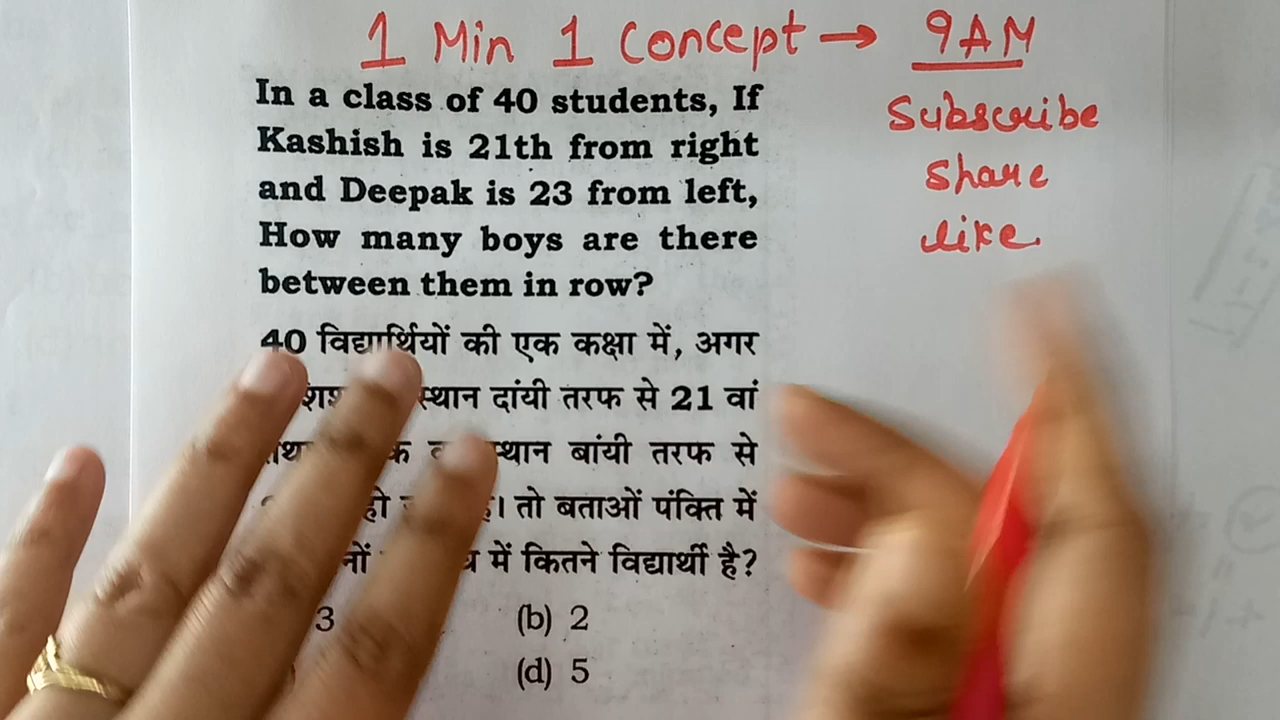 1 Min 1 Concept → 9AM
Subscribe
Share
like
In a class of 40 students, If
Kashish is 21th from right
and Deepak is 23 from left,
How many boys are there
between them in row?
40 विद्यार्थियों की एक कक्षा में, अगर
स्थान दांयी तरफ से 21 वां
बांयी तरफ से
तो बताओं पंक्ति में
में कितने विद्यार्थी है?
3 (b) 2
(d) 5